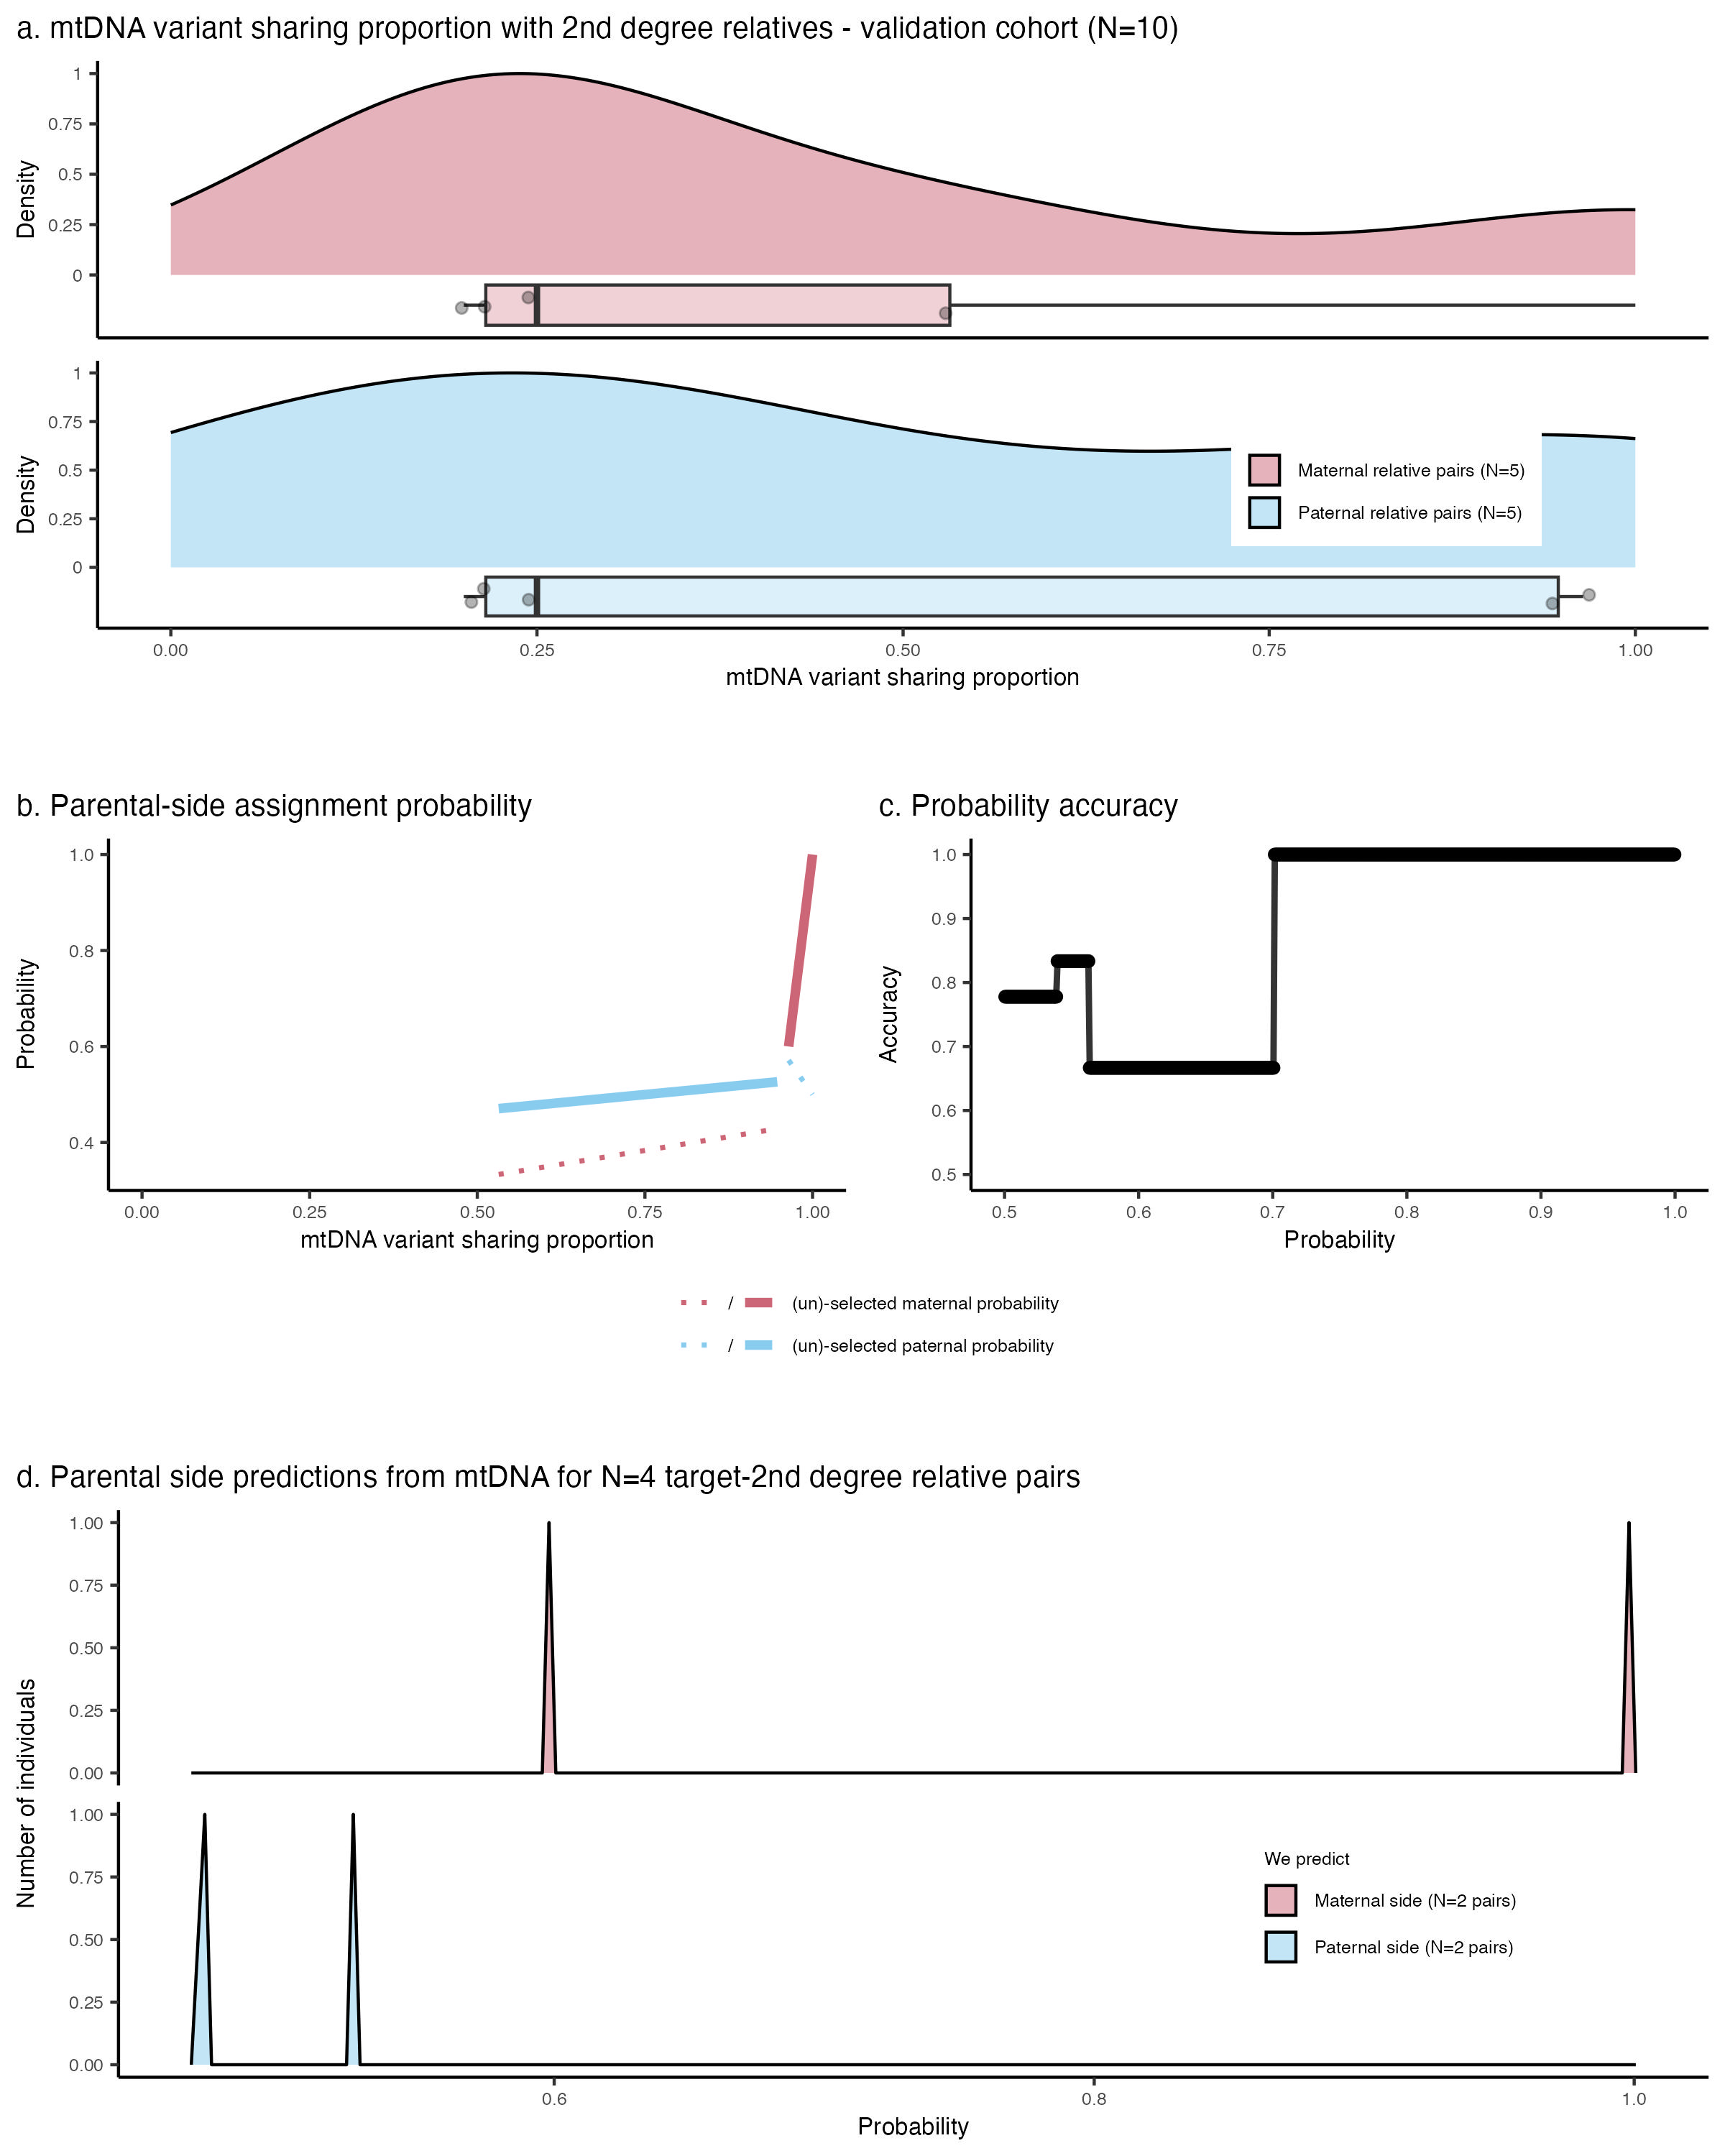 a. mtDNA variant sharing proportion with 2nd degree relatives - validation cohort (N=10)
1
0.75
0.5
0.25
0
Density
1
0.75
0.5
0.25
0
Density
Maternal relative pairs (N=5)
Paternal relative pairs (N=5)
0.00 0.25 0.50 0.75 1.00
mtDNA variant sharing proportion
b. Parental-side assignment probability
1.0
0.8
0.6
0.4
Probability
0.00 0.25 0.50 0.75 1.00
mtDNA variant sharing proportion
c. Probability accuracy
1.0
0.9
0.8
0.7
0.6
0.5
Accuracy
0.5 0.6 0.7 0.8 0.9 1.0
Probability
/ (un)-selected maternal probability
/ (un)-selected paternal probability
d. Parental side predictions from mtDNA for N=4 target-2nd degree relative pairs
1.00
0.75
0.50
0.25
0.00
Number of individuals
1.00
0.75
0.50
0.25
0.00
We predict
Maternal side (N=2 pairs)
Paternal side (N=2 pairs)
0.6 0.8 1.0
Probability